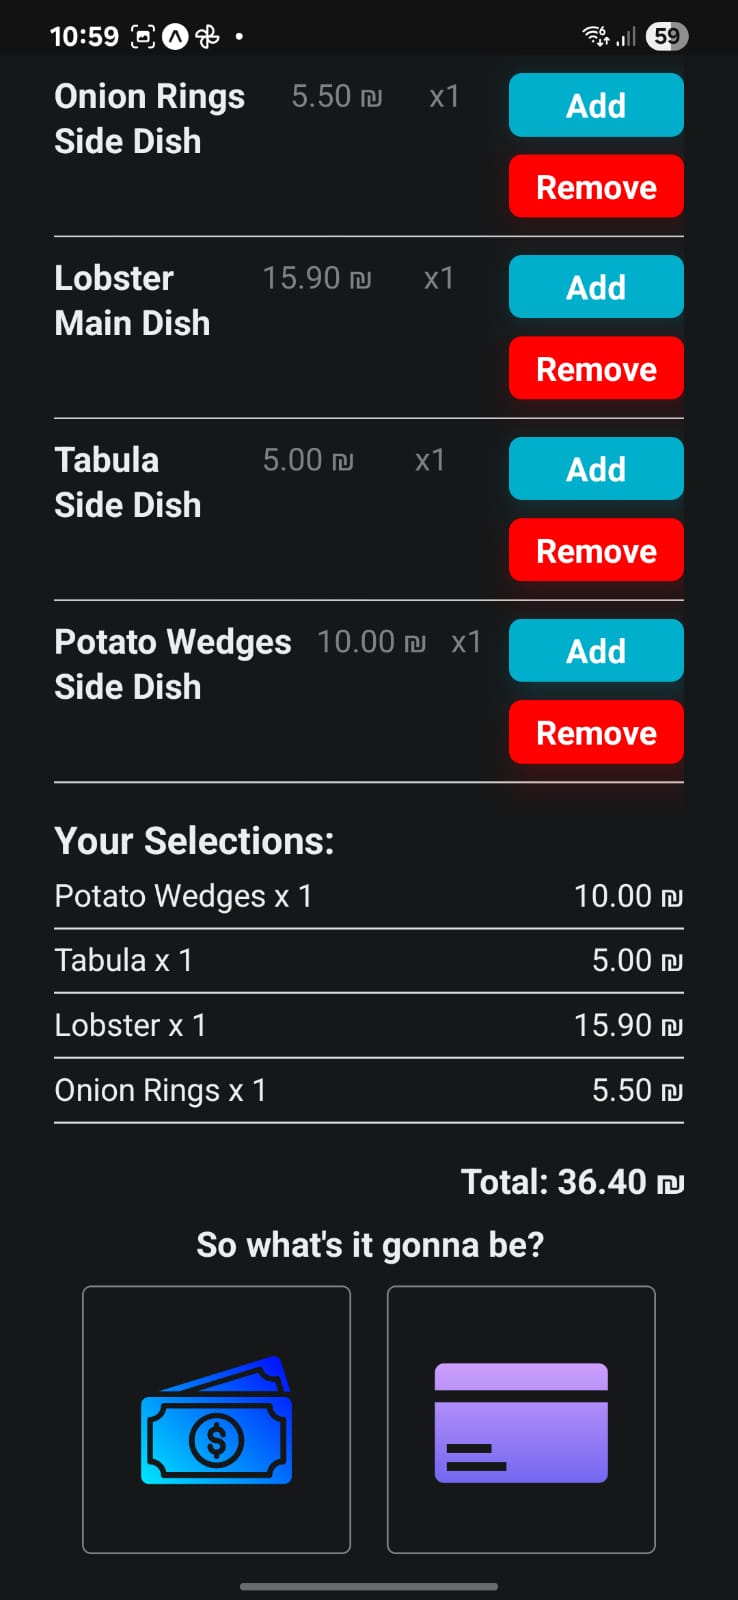 10:59
59
Onion Rings 5.50 ₪ x1 Add
Side Dish
Remove
Lobster 15.90 ₪ x1 Add
Main Dish
Remove
Tabula 5.00 ₪ x1 Add
Side Dish
Remove
Potato Wedges 10.00 ₪ x1 Add
Side Dish
Remove
Your Selections:
Potato Wedges x 1 10.00 ₪
Tabula x 1 5.00 ₪
Lobster x 1 15.90 ₪
Onion Rings x 1 5.50 ₪
Total: 36.40 ₪
So what's it gonna be?
$